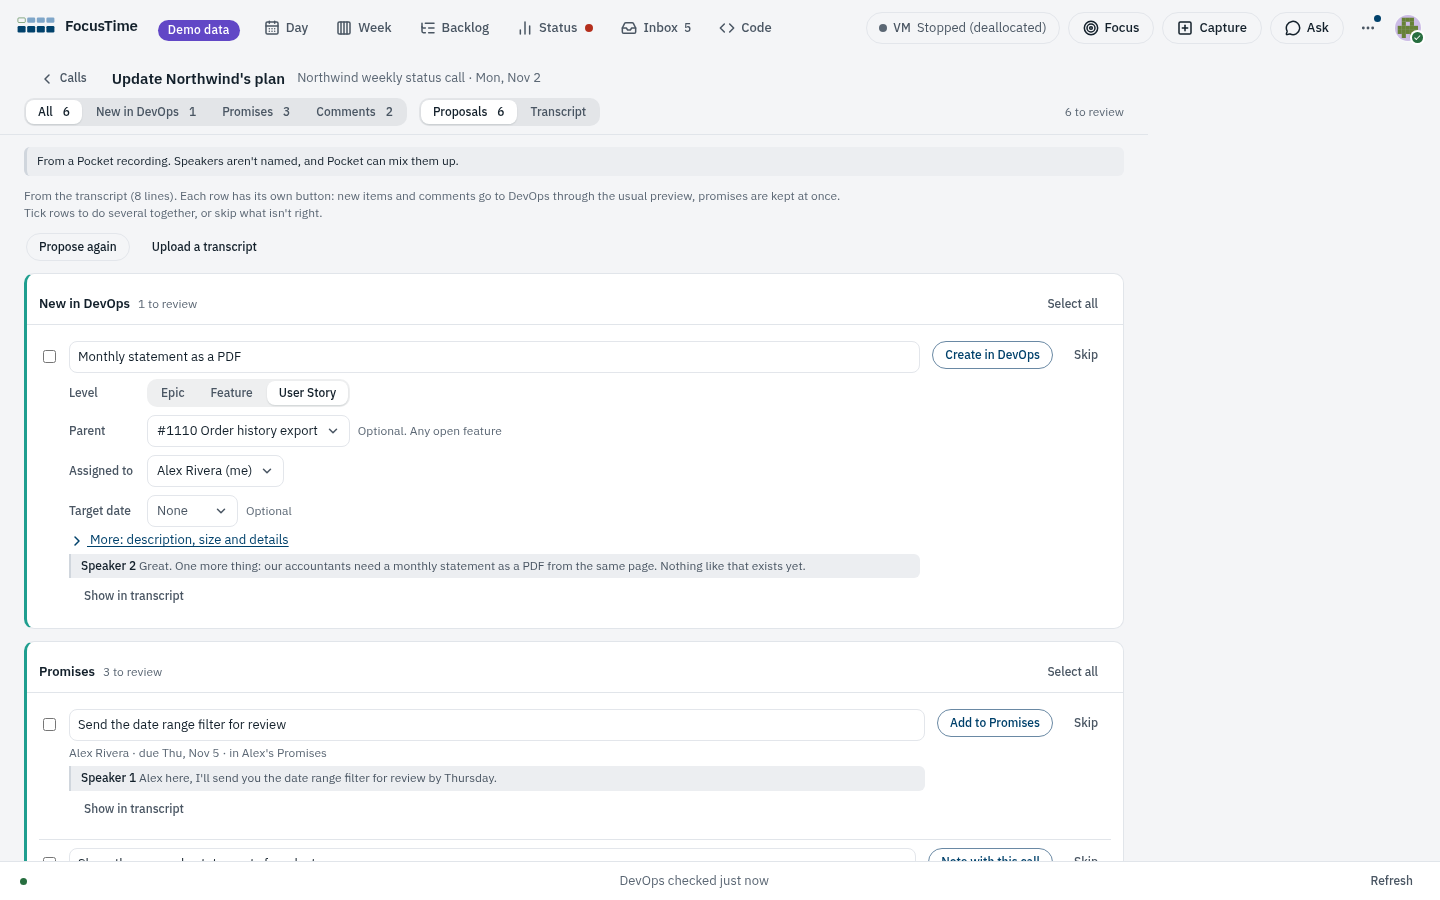 FocusTime
Demo data
Day
Week
Backlog
Status
Inbox 5
Code
VM Stopped (deallocated)
Focus
Capture
Ask
Calls
Update Northwind's plan
Northwind weekly status call · Mon, Nov 2
All 6
New in DevOps 1
Promises 3
Comments 2
Proposals 6
Transcript
6 to review
From a Pocket recording. Speakers aren't named, and Pocket can mix them up.
From the transcript (8 lines). Each row has its own button: new items and comments go to DevOps through the usual preview, promises are kept at once.
Tick rows to do several together, or skip what isn't right.
Propose again
Upload a transcript
New in DevOps 1 to review
Select all
Monthly statement as a PDF
Create in DevOps
Skip
Level
Epic
Feature
User Story
Parent
#1110 Order history export
Optional. Any open feature
Assigned to
Alex Rivera (me)
Target date
None
Optional
More: description, size and details
Speaker 2 Great. One more thing: our accountants need a monthly statement as a PDF from the same page. Nothing like that exists yet.
Show in transcript
Promises 3 to review
Select all
Send the date range filter for review
Add to Promises
Skip
Alex Rivera · due Thu, Nov 5 · in Alex's Promises
Speaker 1 Alex here, I'll send you the date range filter for review by Thursday.
Show in transcript
Note with this call
Skip
DevOps checked just now
Refresh